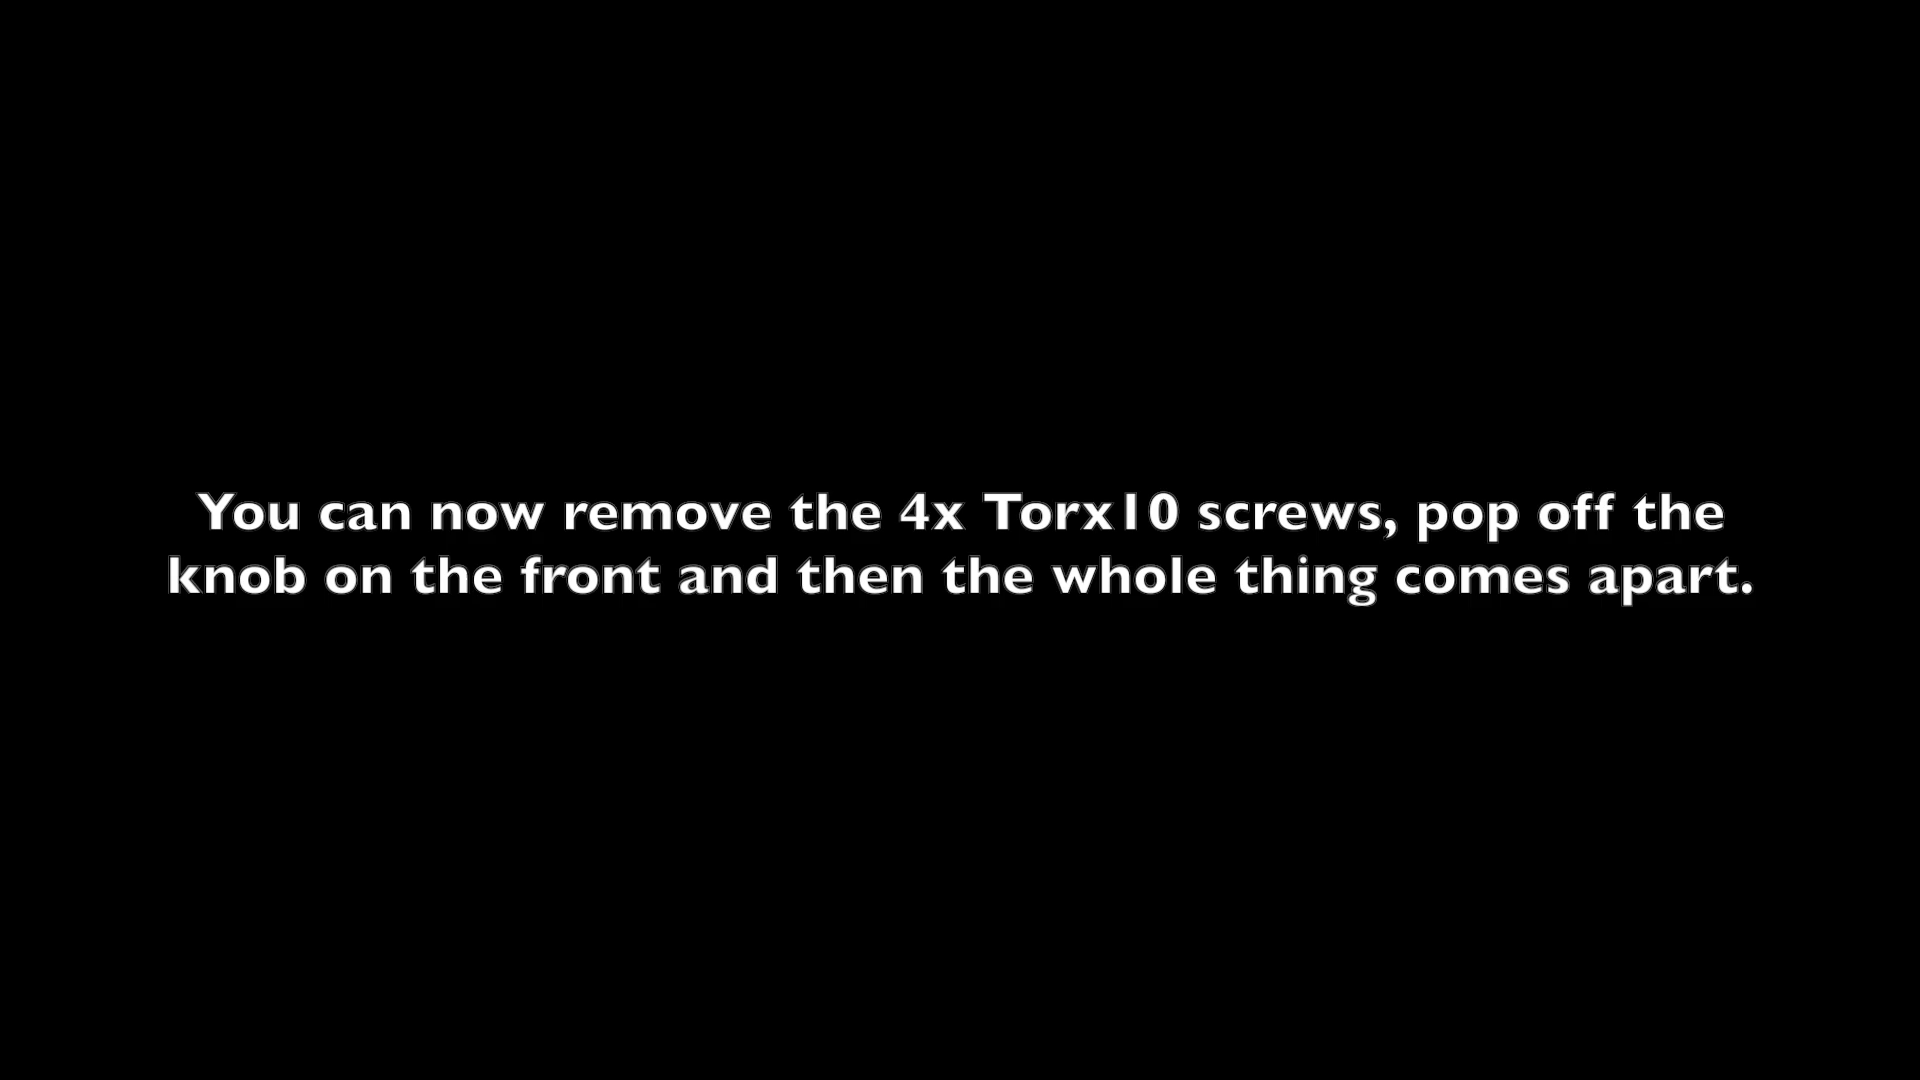 You can now remove the 4x Torx10 screws, pop off the
knob on the front and then the whole thing comes apart.